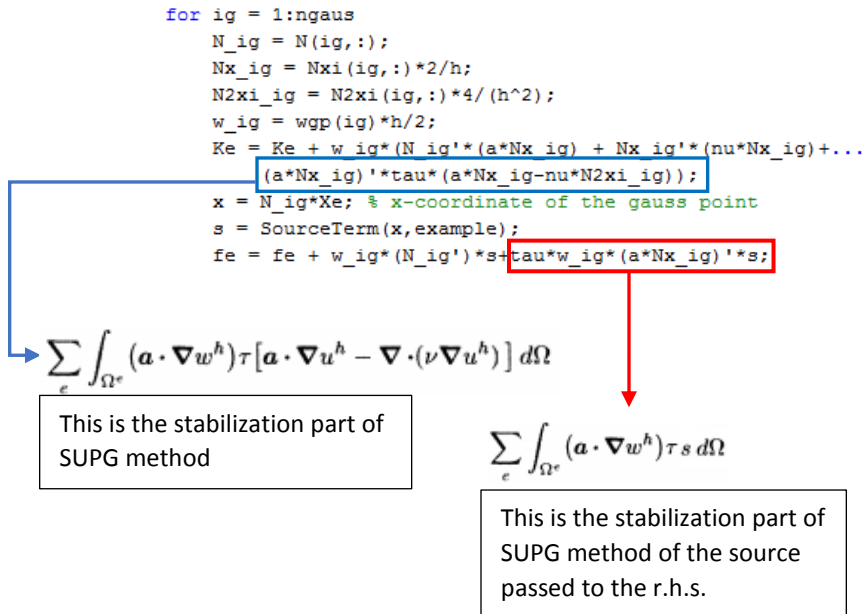 for ig = 1:ngaus
N_ig = N(ig,:);
Nx_ig = Nxi(ig,:)*2/h;
N2xi_ig = N2xi(ig,:)*4/(h^2);
w_ig = wgp(ig)*h/2;
Ke = Ke + w_ig*(N_ig'*(a*Nx_ig) + Nx_ig'*(nu*Nx_ig)+...
(a*Nx_ig)'*tau*(a*Nx_ig-nu*N2xi_ig));
x = N_ig*Xe; % x-coordinate of the gauss point
s = SourceTerm(x,example);
fe = fe + w_ig*(N_ig')*s+tau*w_ig*(a*Nx_ig)'*s;
∑_e ∫_{Ω^e} (a · ∇w^h)τ[a · ∇u^h − ∇ ·(ν∇u^h)] dΩ
This is the stabilization part of
SUPG method
∑_e ∫_{Ω^e} (a · ∇w^h)τ s dΩ
This is the stabilization part of
SUPG method of the source
passed to the r.h.s.